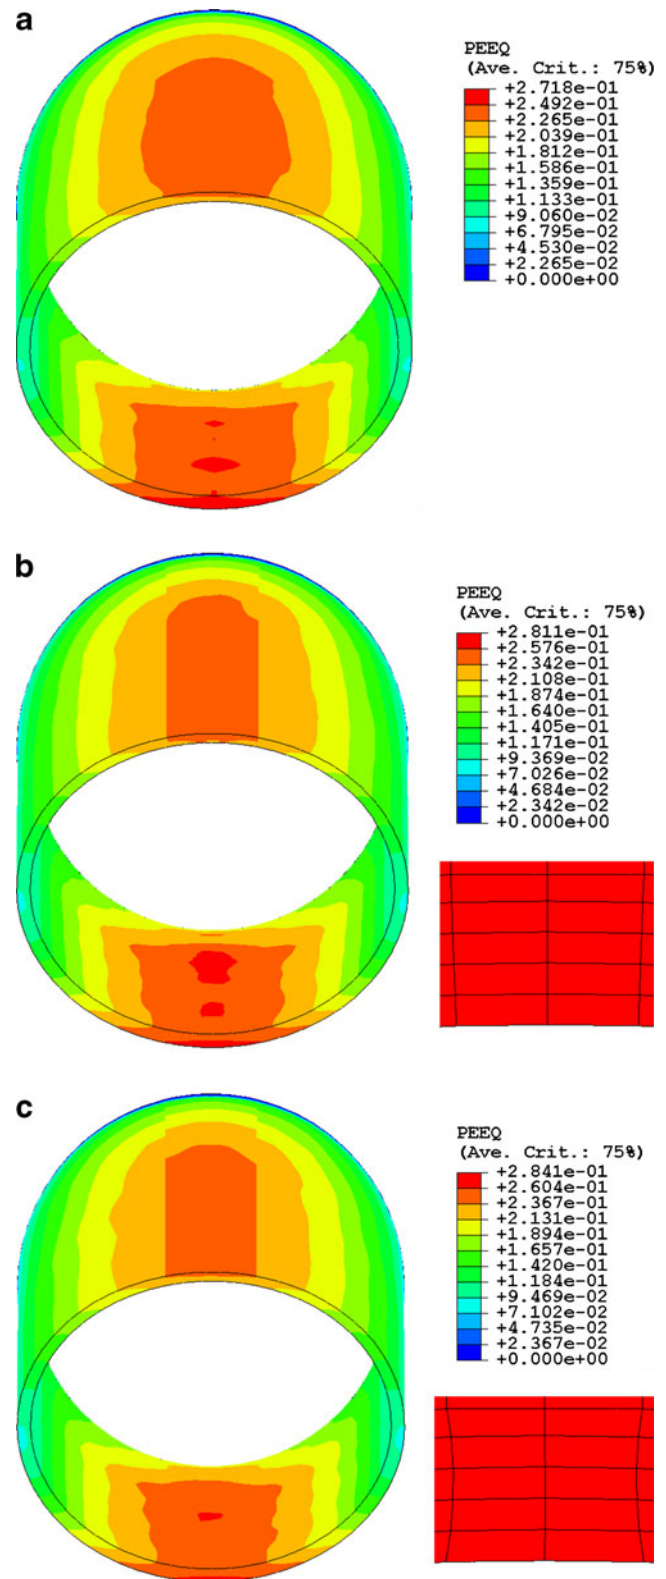 a
PEEQ
(Ave. Crit.: 75%)
+2.718e-01
+2.492e-01
+2.265e-01
+2.039e-01
+1.812e-01
+1.586e-01
+1.359e-01
+1.133e-01
+9.060e-02
+6.795e-02
+4.530e-02
+2.265e-02
+0.000e+00
b
PEEQ
(Ave. Crit.: 75%)
+2.811e-01
+2.576e-01
+2.342e-01
+2.108e-01
+1.874e-01
+1.640e-01
+1.405e-01
+1.171e-01
+9.369e-02
+7.026e-02
+4.684e-02
+2.342e-02
+0.000e+00
c
PEEQ
(Ave. Crit.: 75%)
+2.841e-01
+2.604e-01
+2.367e-01
+2.131e-01
+1.894e-01
+1.657e-01
+1.420e-01
+1.184e-01
+9.469e-02
+7.102e-02
+4.735e-02
+2.367e-02
+0.000e+00